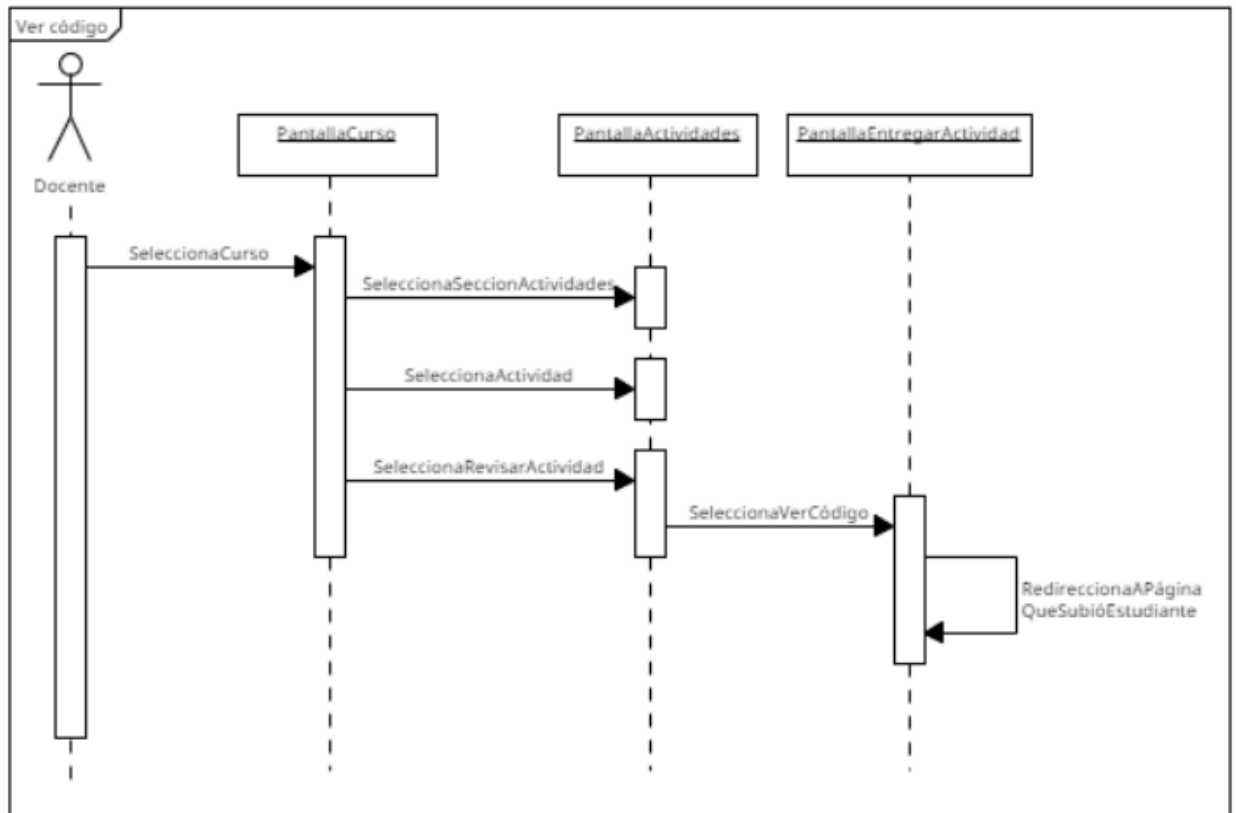 Ver código
Docente
PantallaCurso
PantallaActividades
PantallaEntregarActividad
SeleccionaCurso
SeleccionaSeccionActividades
SeleccionaActividad
SeleccionaRevisarActividad
SeleccionaVerCódigo
RedireccionaAPágina
QueSubióEstudiante